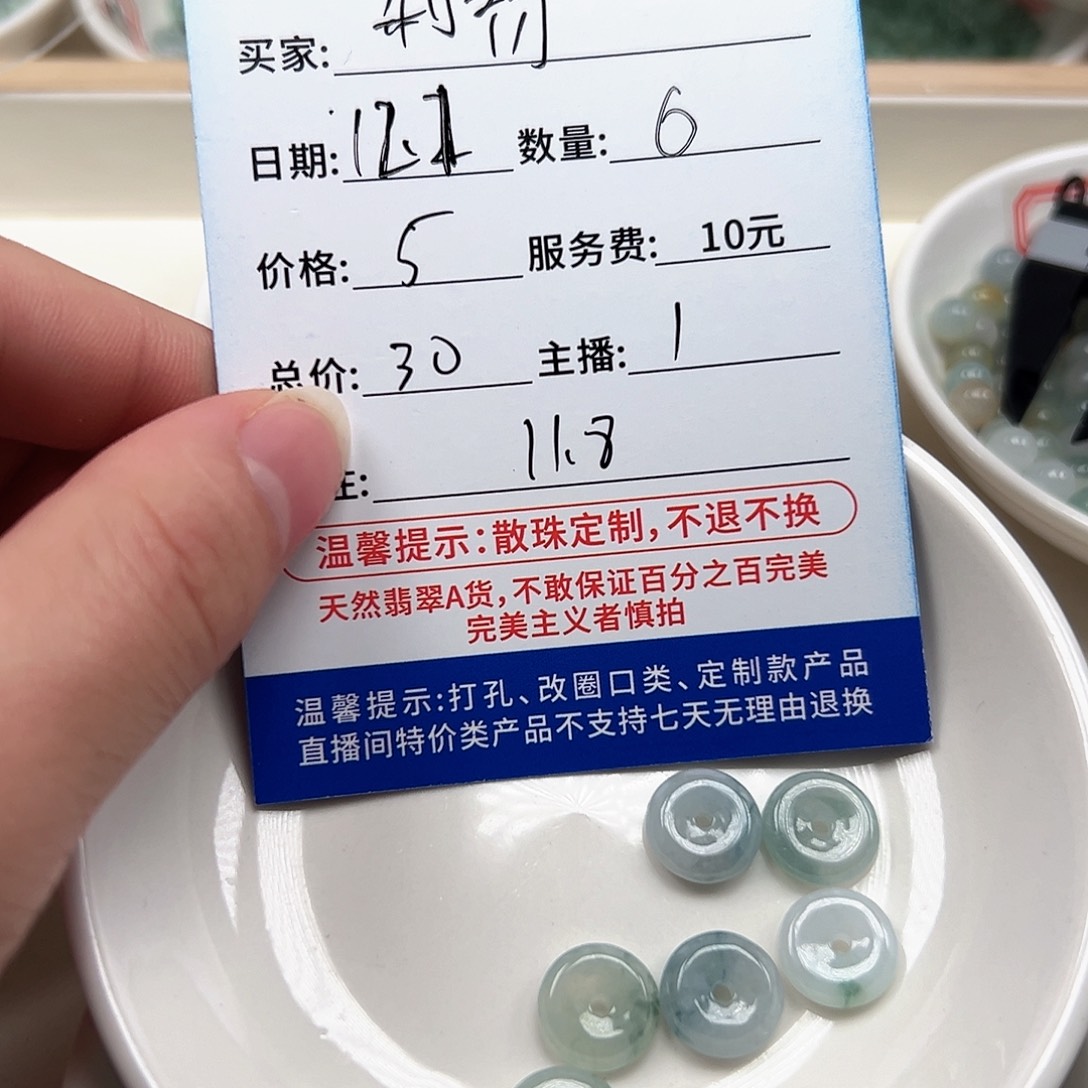 买家:
日期: 12.1 数量: 6
价格: 5 服务费: 10元
总价: 30 主播: 1
注: 11.8
温馨提示:散珠定制,不退不换
天然翡翠A货,不敢保证百分之百完美
完美主义者慎拍
温馨提示:打孔、改圈口类、定制款产品
直播间特价类产品不支持七天无理由退换